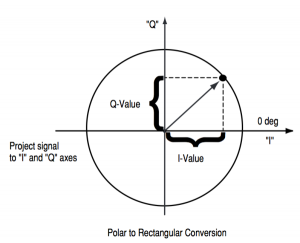 "Q"
Q-Value
0 deg
"I"
I-Value
Project signal
to "I" and "Q" axes
Polar to Rectangular Conversion